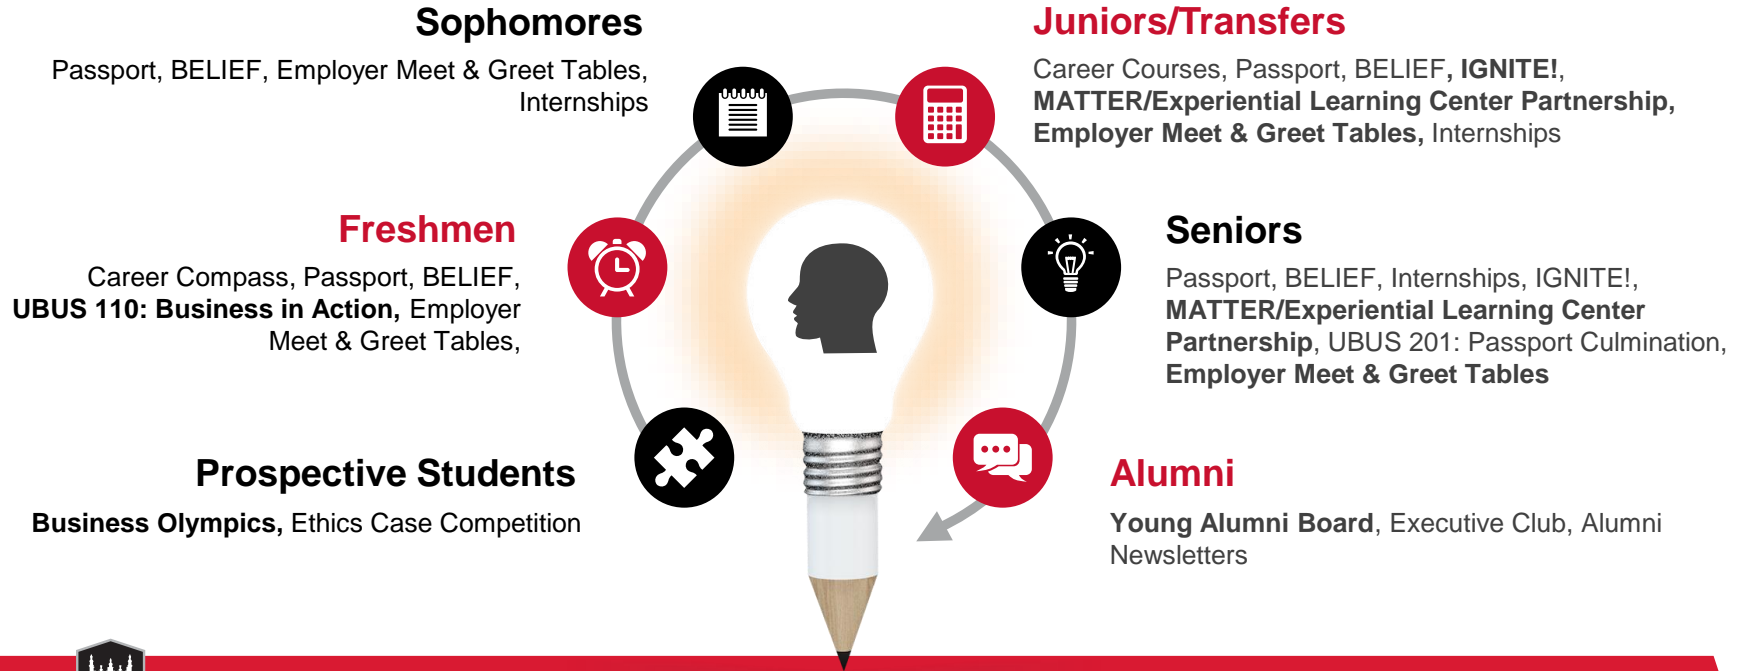 Sophomores
Passport, BELIEF, Employer Meet & Greet Tables,
Internships
Juniors/Transfers
Career Courses, Passport, BELIEF, IGNITE!,
MATTER/Experiential Learning Center Partnership,
Employer Meet & Greet Tables, Internships
Freshmen
Career Compass, Passport, BELIEF,
UBUS 110: Business in Action, Employer
Meet & Greet Tables,
Seniors
Passport, BELIEF, Internships, IGNITE!,
MATTER/Experiential Learning Center
Partnership, UBUS 201: Passport Culmination,
Employer Meet & Greet Tables
Prospective Students
Business Olympics, Ethics Case Competition
Alumni
Young Alumni Board, Executive Club, Alumni
Newsletters